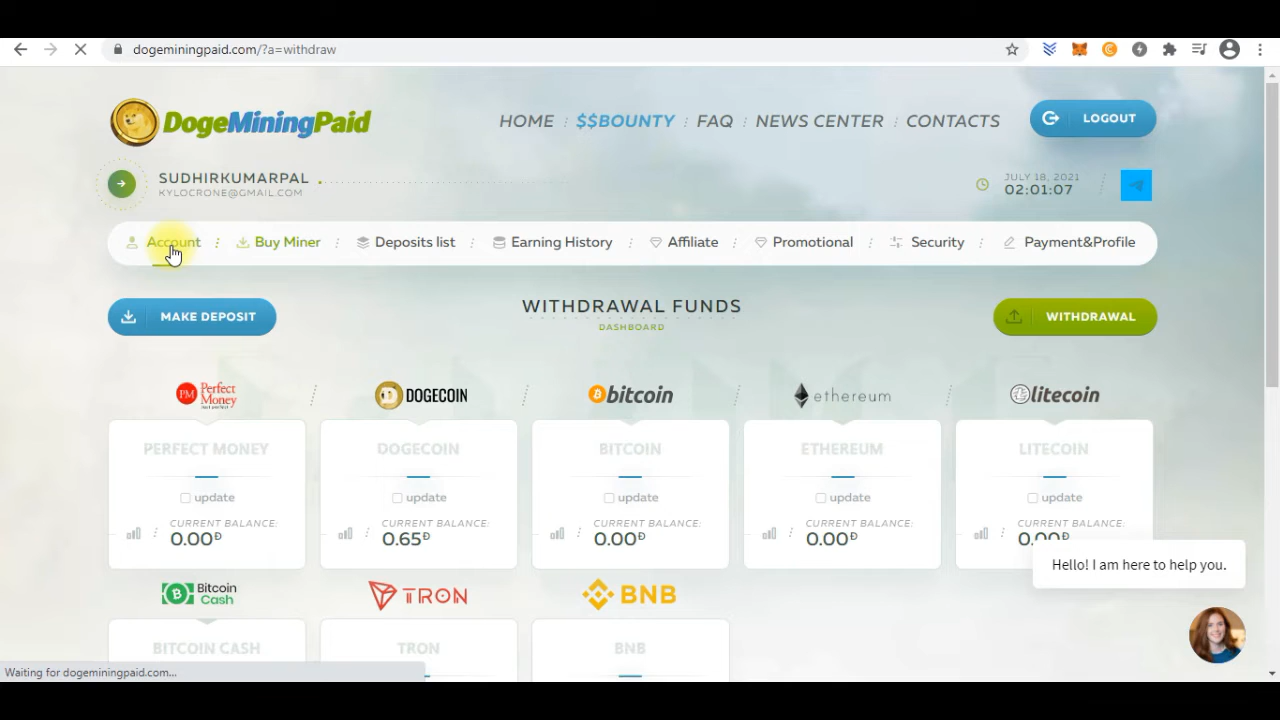 dogeminingpaid.com/?a=withdraw
DogeMiningPaid
HOME : $$BOUNTY : FAQ : NEWS CENTER : CONTACTS
LOGOUT
SUDHIRKUMARPAL
KYLOCRONE@GMAIL.COM
JULY 18, 2021
02:01:07
Account : Buy Miner : Deposits list : Earning History : Affiliate : Promotional : Security : Payment&Profile
MAKE DEPOSIT
WITHDRAWAL FUNDS
DASHBOARD
WITHDRAWAL
PM Perfect Money
DOGECOIN
bitcoin
ethereum
litecoin
PERFECT MONEY
DOGECOIN
BITCOIN
ETHEREUM
LITECOIN
update
update
update
update
update
CURRENT BALANCE:
CURRENT BALANCE:
CURRENT BALANCE:
CURRENT BALANCE:
CURRENT BALANCE:
0.00Đ
0.65Đ
0.00Đ
0.00Đ
0.00Đ
Hello! I am here to help you.
Bitcoin Cash
TRON
BNB
BITCOIN CASH
TRON
BNB
Waiting for dogeminingpaid.com...